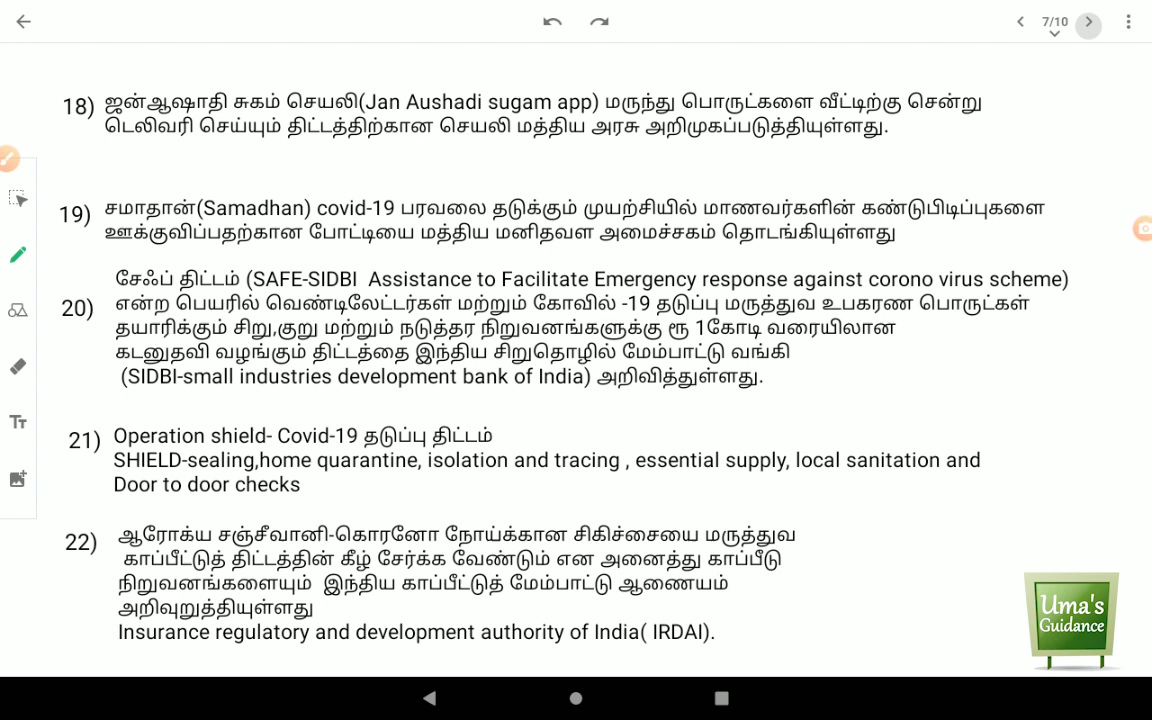 7/10
18) ஜன்ஆஷாதி சுகம் செயலி(Jan Aushadi sugam app) மருந்து பொருட்களை வீட்டிற்கு சென்று
டெலிவரி செய்யும் திட்டத்திற்கான செயலி மத்திய அரசு அறிமுகப்படுத்தியுள்ளது.
19) சமாதான்(Samadhan) covid-19 பரவலை தடுக்கும் முயற்சியில் மாணவர்களின் கண்டுபிடிப்புகளை
ஊக்குவிப்பதற்கான போட்டியை மத்திய மனிதவள அமைச்சகம் தொடங்கியுள்ளது
சேஃப் திட்டம் (SAFE-SIDBI Assistance to Facilitate Emergency response against corono virus scheme)
20) என்ற பெயரில் வெண்டிலேட்டர்கள் மற்றும் கோவில் -19 தடுப்பு மருத்துவ உபகரண பொருட்கள்
தயாரிக்கும் சிறு,குறு மற்றும் நடுத்தர நிறுவனங்களுக்கு ரூ 1கோடி வரையிலான
கடனுதவி வழங்கும் திட்டத்தை இந்திய சிறுதொழில் மேம்பாட்டு வங்கி
(SIDBI-small industries development bank of India) அறிவித்துள்ளது.
21) Operation shield- Covid-19 தடுப்பு திட்டம்
SHIELD-sealing,home quarantine, isolation and tracing , essential supply, local sanitation and
Door to door checks
22) ஆரோக்ய சஞ்சீவானி-கொரனோ நோய்க்கான சிகிச்சையை மருத்துவ
காப்பீட்டுத் திட்டத்தின் கீழ் சேர்க்க வேண்டும் என அனைத்து காப்பீடு
நிறுவனங்களையும் இந்திய காப்பீட்டுத் மேம்பாட்டு ஆணையம்
அறிவுறுத்தியுள்ளது
Insurance regulatory and development authority of India( IRDAI).
Tт
Uma's
Guidance